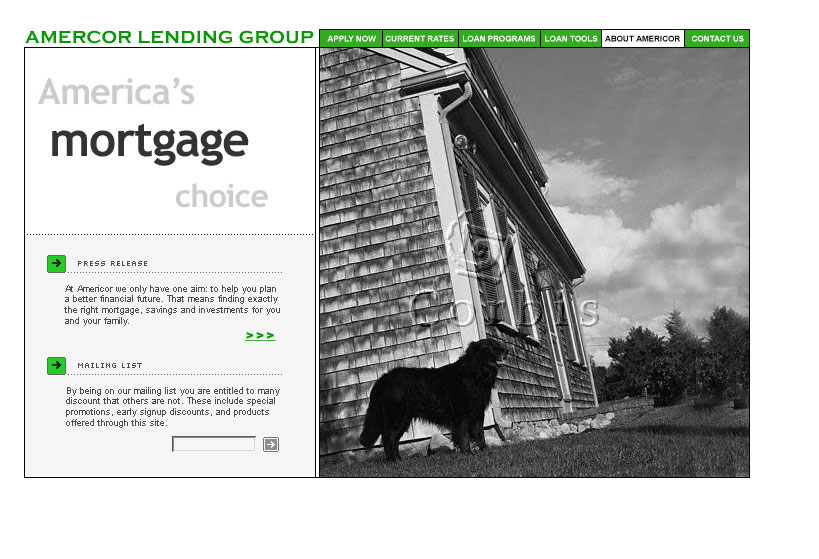 AMERCOR LENDING GROUP
APPLY NOW CURRENT RATES LOAN PROGRAMS LOAN TOOLS ABOUT AMERICOR CONTACT US
America's
mortgage
choice
PRESS RELEASE
At Americor we only have one aim: to help you plan
a better financial future. That means finding exactly
the right mortgage, savings and investments for you
and your family.
>>>
MAILING LIST
By being on our mailing list you are entitled to many
discount that others are not. These include special
promotions, early signup discounts, and products
offered through this site.
Corbis